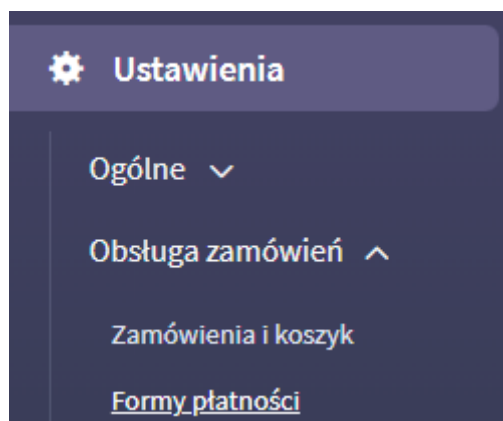 Ustawienia
Ogólne
Obsługa zamówień
Zamówienia i koszyk
Formy płatności